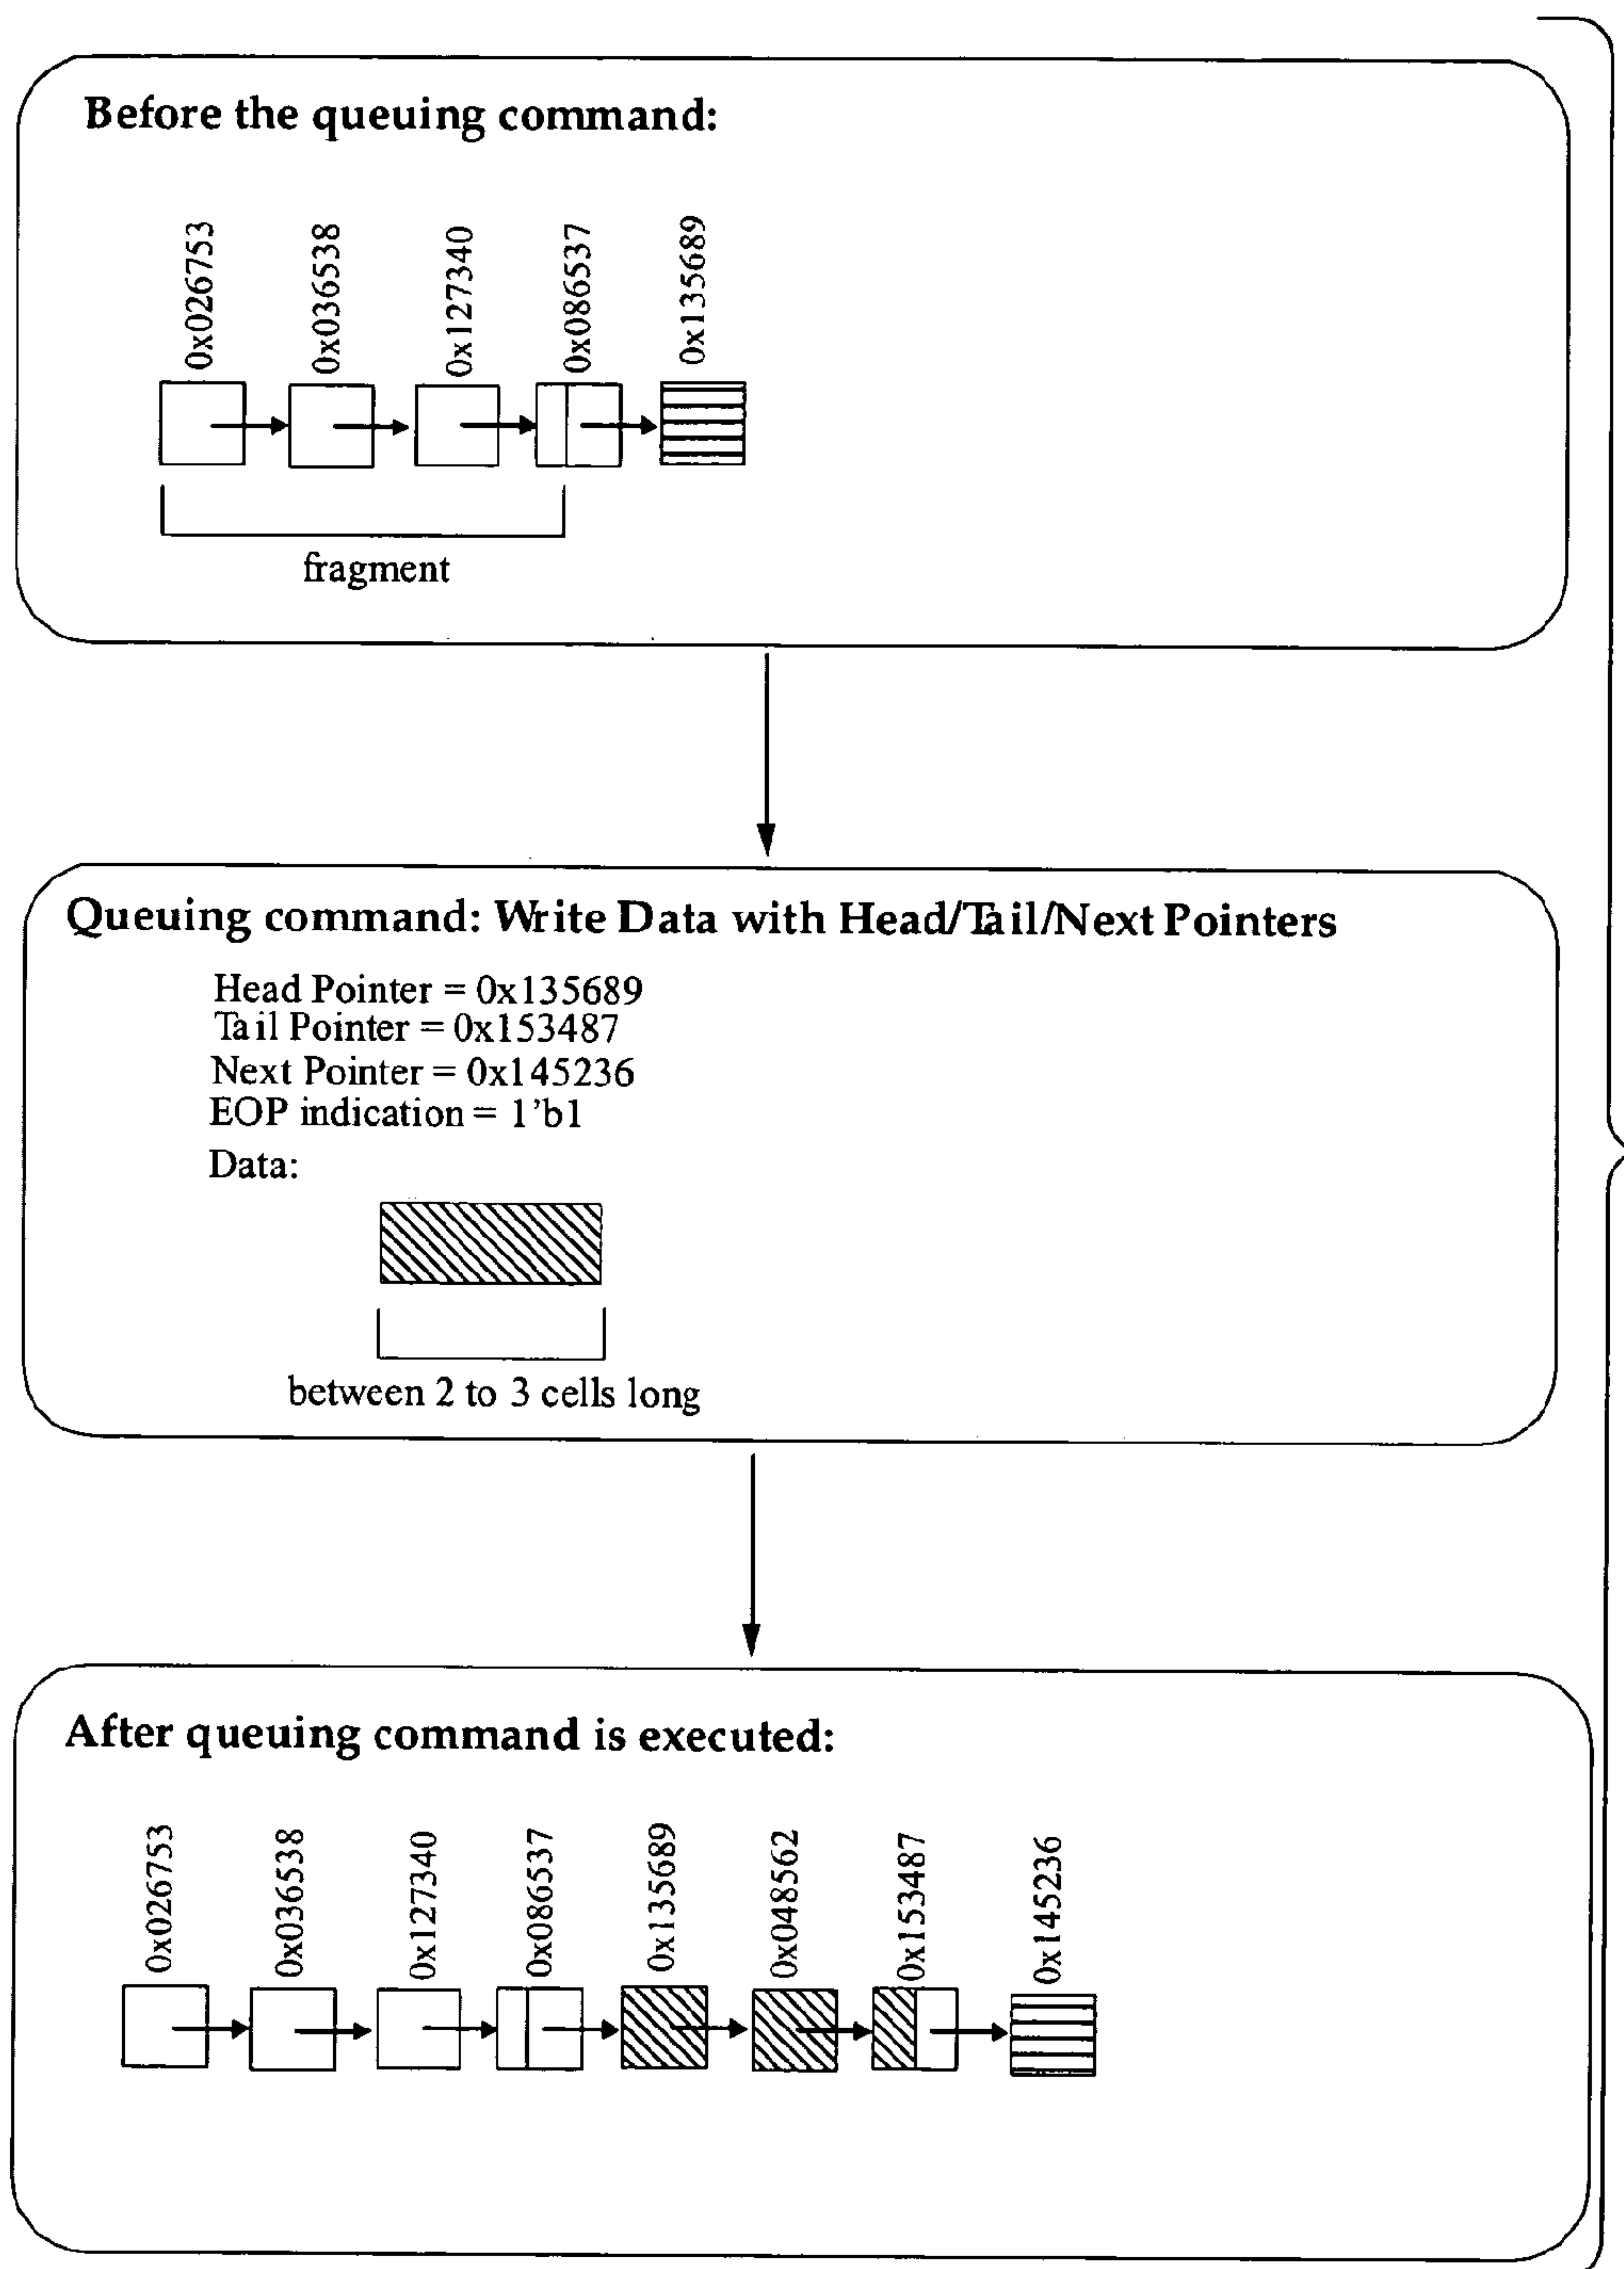 Before the queuing command:
0x026753
0x036538
0x127340
0x086537
0x135689
fragment
Queuing command: Write Data with Head/Tail/Next Pointers
Head Pointer = 0x135689
Tail Pointer = 0x153487
Next Pointer = 0x145236
EOP indication = 1’b1
Data:
between 2 to 3 cells long
After queuing command is executed:
0x026753
0x036538
0x127340
0x086537
0x135689
0x048562
0x153487
0x145236